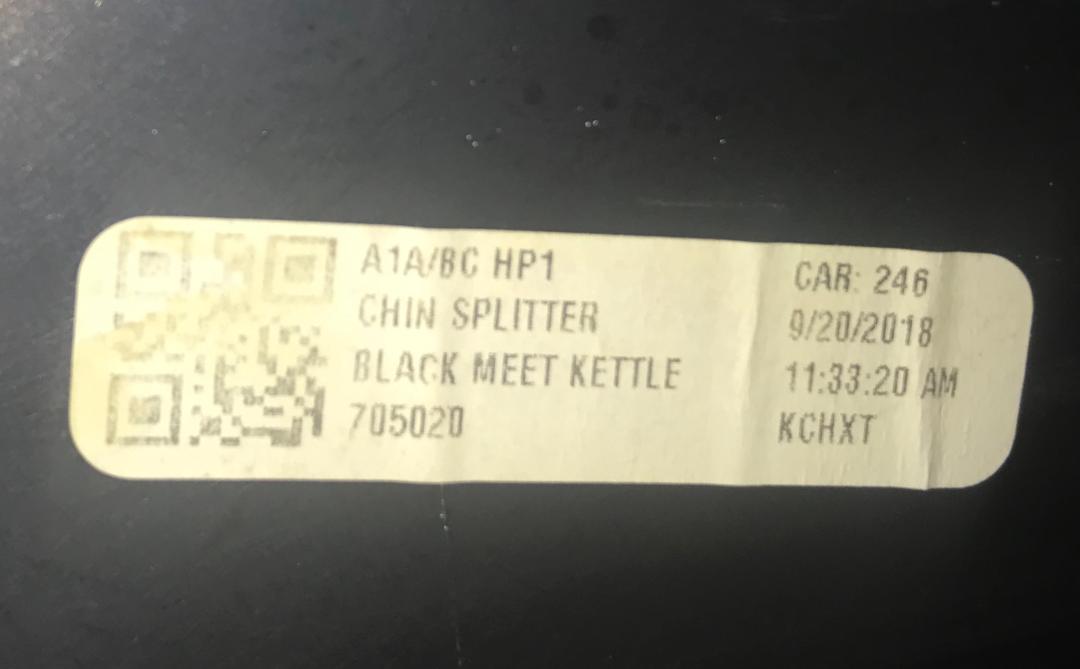 A1A/BC HP1
CHIN SPLITTER
BLACK MEET KETTLE
705020
CAR: 246
9/20/2018
11:33:20 AM
KCHXT